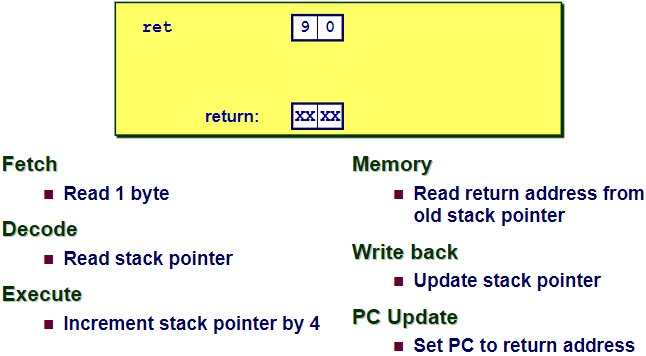 ret 9 0
return: XX XX
Fetch
■ Read 1 byte
Decode
■ Read stack pointer
Execute
■ Increment stack pointer by 4
Memory
■ Read return address from
old stack pointer
Write back
■ Update stack pointer
PC Update
■ Set PC to return address